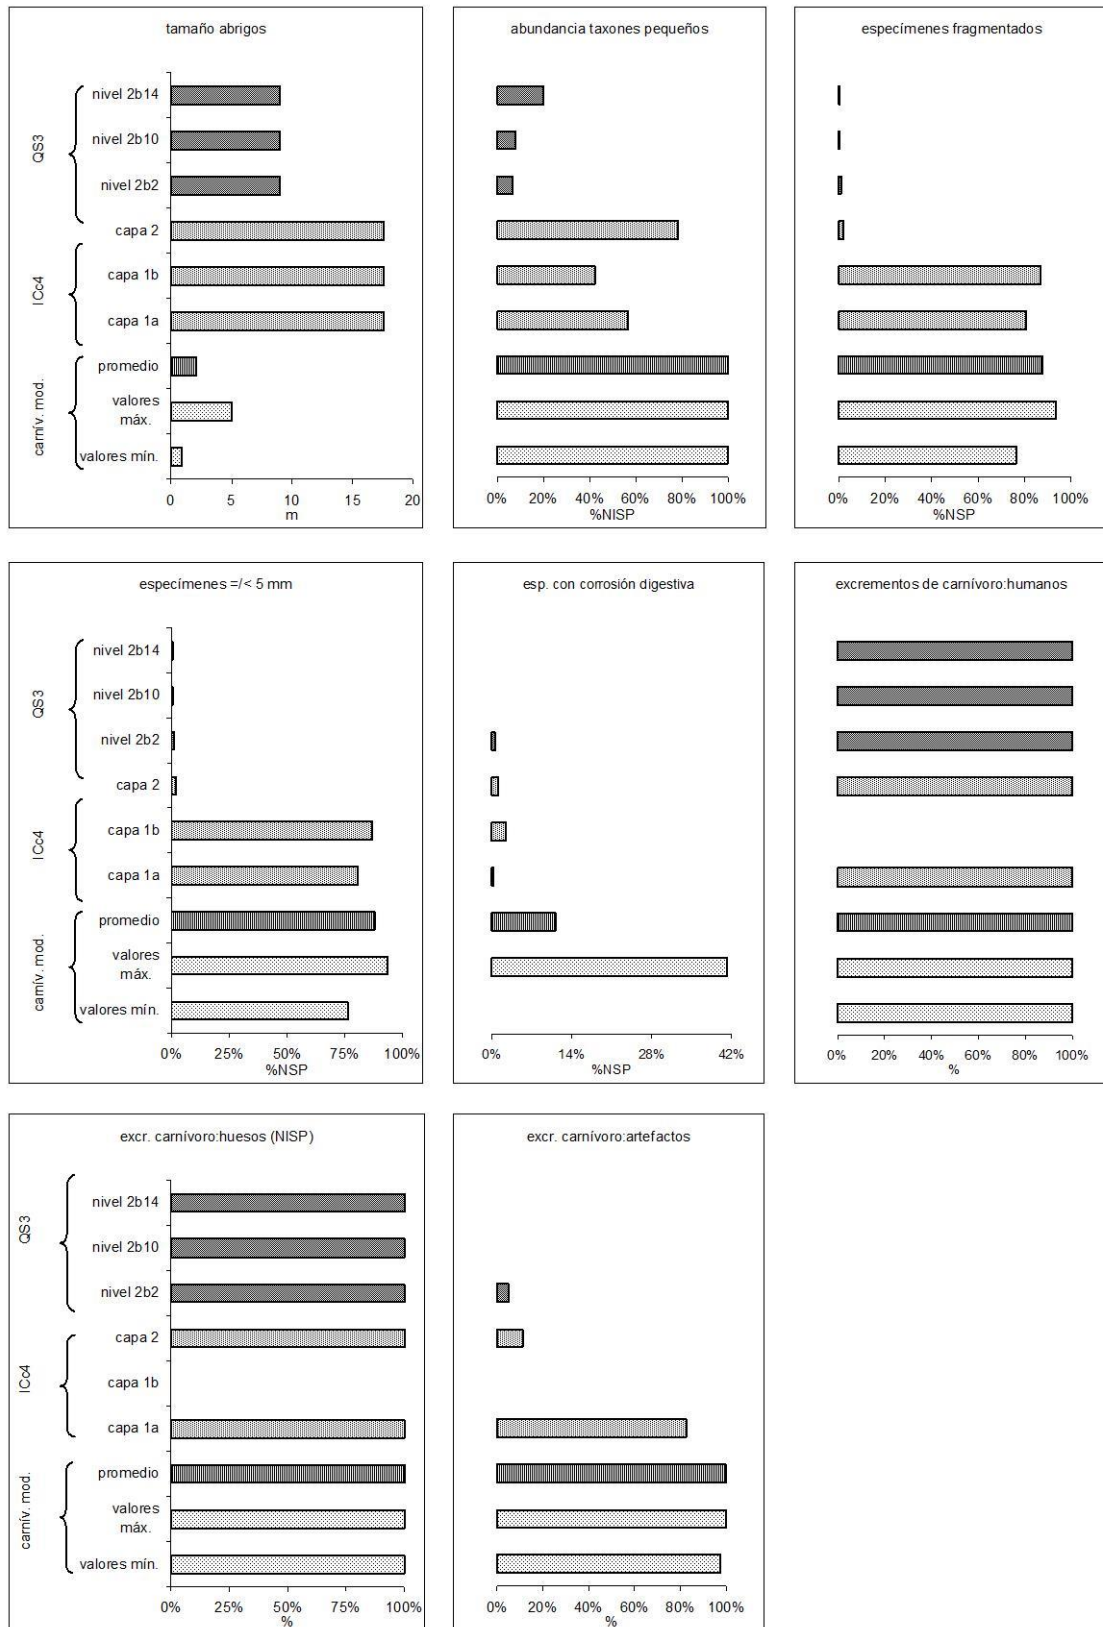 tamaño abrigos
QS3
nivel 2b14
nivel 2b10
nivel 2b2
ICc4
capa 2
capa 1b
capa 1a
carnív. mod.
promedio
valores
máx.
valores mín.
0 5 10 15 20
m
abundancia taxones pequeños
0% 20% 40% 60% 80% 100%
%NISP
especímenes fragmentados
0% 20% 40% 60% 80% 100%
%NSP
especímenes =/< 5 mm
QS3
nivel 2b14
nivel 2b10
nivel 2b2
ICc4
capa 2
capa 1b
capa 1a
carnív. mod.
promedio
valores
máx.
valores mín.
0% 25% 50% 75% 100%
%NSP
esp. con corrosión digestiva
0% 14% 28% 42%
%NSP
excrementos de carnívoro:humanos
0% 20% 40% 60% 80% 100%
%
excr. carnívoro:huesos (NISP)
QS3
nivel 2b14
nivel 2b10
nivel 2b2
ICc4
capa 2
capa 1b
capa 1a
carnív. mod.
promedio
valores
máx.
valores mín.
0% 20% 40% 60% 80% 100%
%
excr. carnívoro:artefactos
0% 20% 40% 60% 80% 100%
%